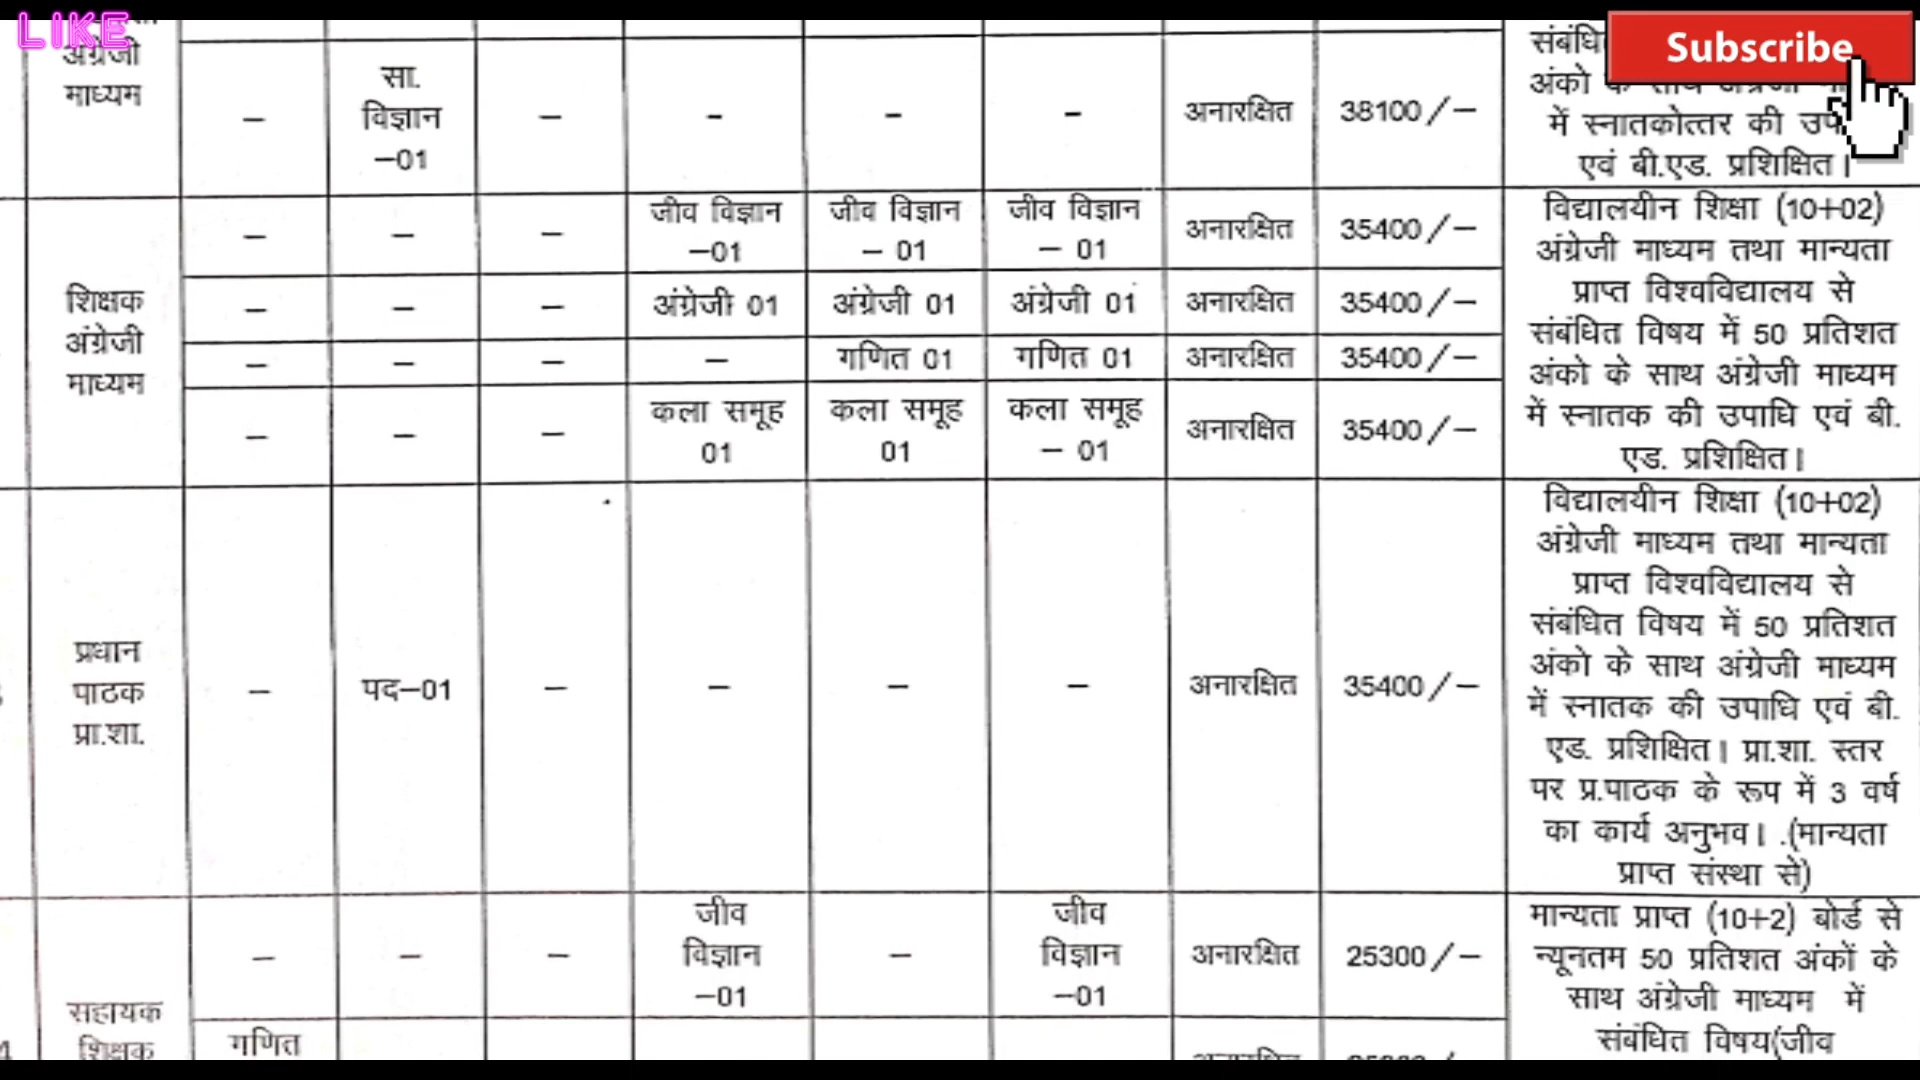 LIKE
Subscribe
अंग्रेजी
माध्यम
–
सा.
विज्ञान
–01
–
-
-
-
अनारक्षित
38100/–
अंको के साथ अंग्रेजी
में स्नातकोत्तर की
एवं बी.एड. प्रशिक्षित।
शिक्षक
अंग्रेजी
माध्यम
–
–
–
जीव विज्ञान
–01
जीव विज्ञान
– 01
जीव विज्ञान
– 01
अनारक्षित
35400/–
–
–
–
अंग्रेजी 01
अंग्रेजी 01
अंग्रेजी 01
अनारक्षित
35400/–
–
–
–
–
गणित 01
गणित 01
अनारक्षित
35400/–
–
–
–
कला समूह
01
कला समूह
01
कला समूह
– 01
अनारक्षित
35400/–
विद्यालयीन शिक्षा (10+02)
अंग्रेजी माध्यम तथा मान्यता
प्राप्त विश्वविद्यालय से
संबंधित विषय में 50 प्रतिशत
अंको के साथ अंग्रेजी माध्यम
में स्नातक की उपाधि एवं बी.
एड. प्रशिक्षित।
प्रधान
पाठक
प्रा.शा.
–
पद–01
–
–
–
–
अनारक्षित
35400/–
विद्यालयीन शिक्षा (10+02)
अंग्रेजी माध्यम तथा मान्यता
प्राप्त विश्वविद्यालय से
संबंधित विषय में 50 प्रतिशत
अंको के साथ अंग्रेजी माध्यम
में स्नातक की उपाधि एवं बी.
एड. प्रशिक्षित। प्रा.शा. स्तर
पर प्र.पाठक के रूप में 3 वर्ष
का कार्य अनुभव। .(मान्यता
प्राप्त संस्था से)
सहायक
शिक्षक
–
–
–
जीव
विज्ञान
–01
–
जीव
विज्ञान
–01
अनारक्षित
25300/–
गणित
मान्यता प्राप्त (10+2) बोर्ड से
न्यूनतम 50 प्रतिशत अंकों के
साथ अंग्रेजी माध्यम में
संबंधित विषय(जीव